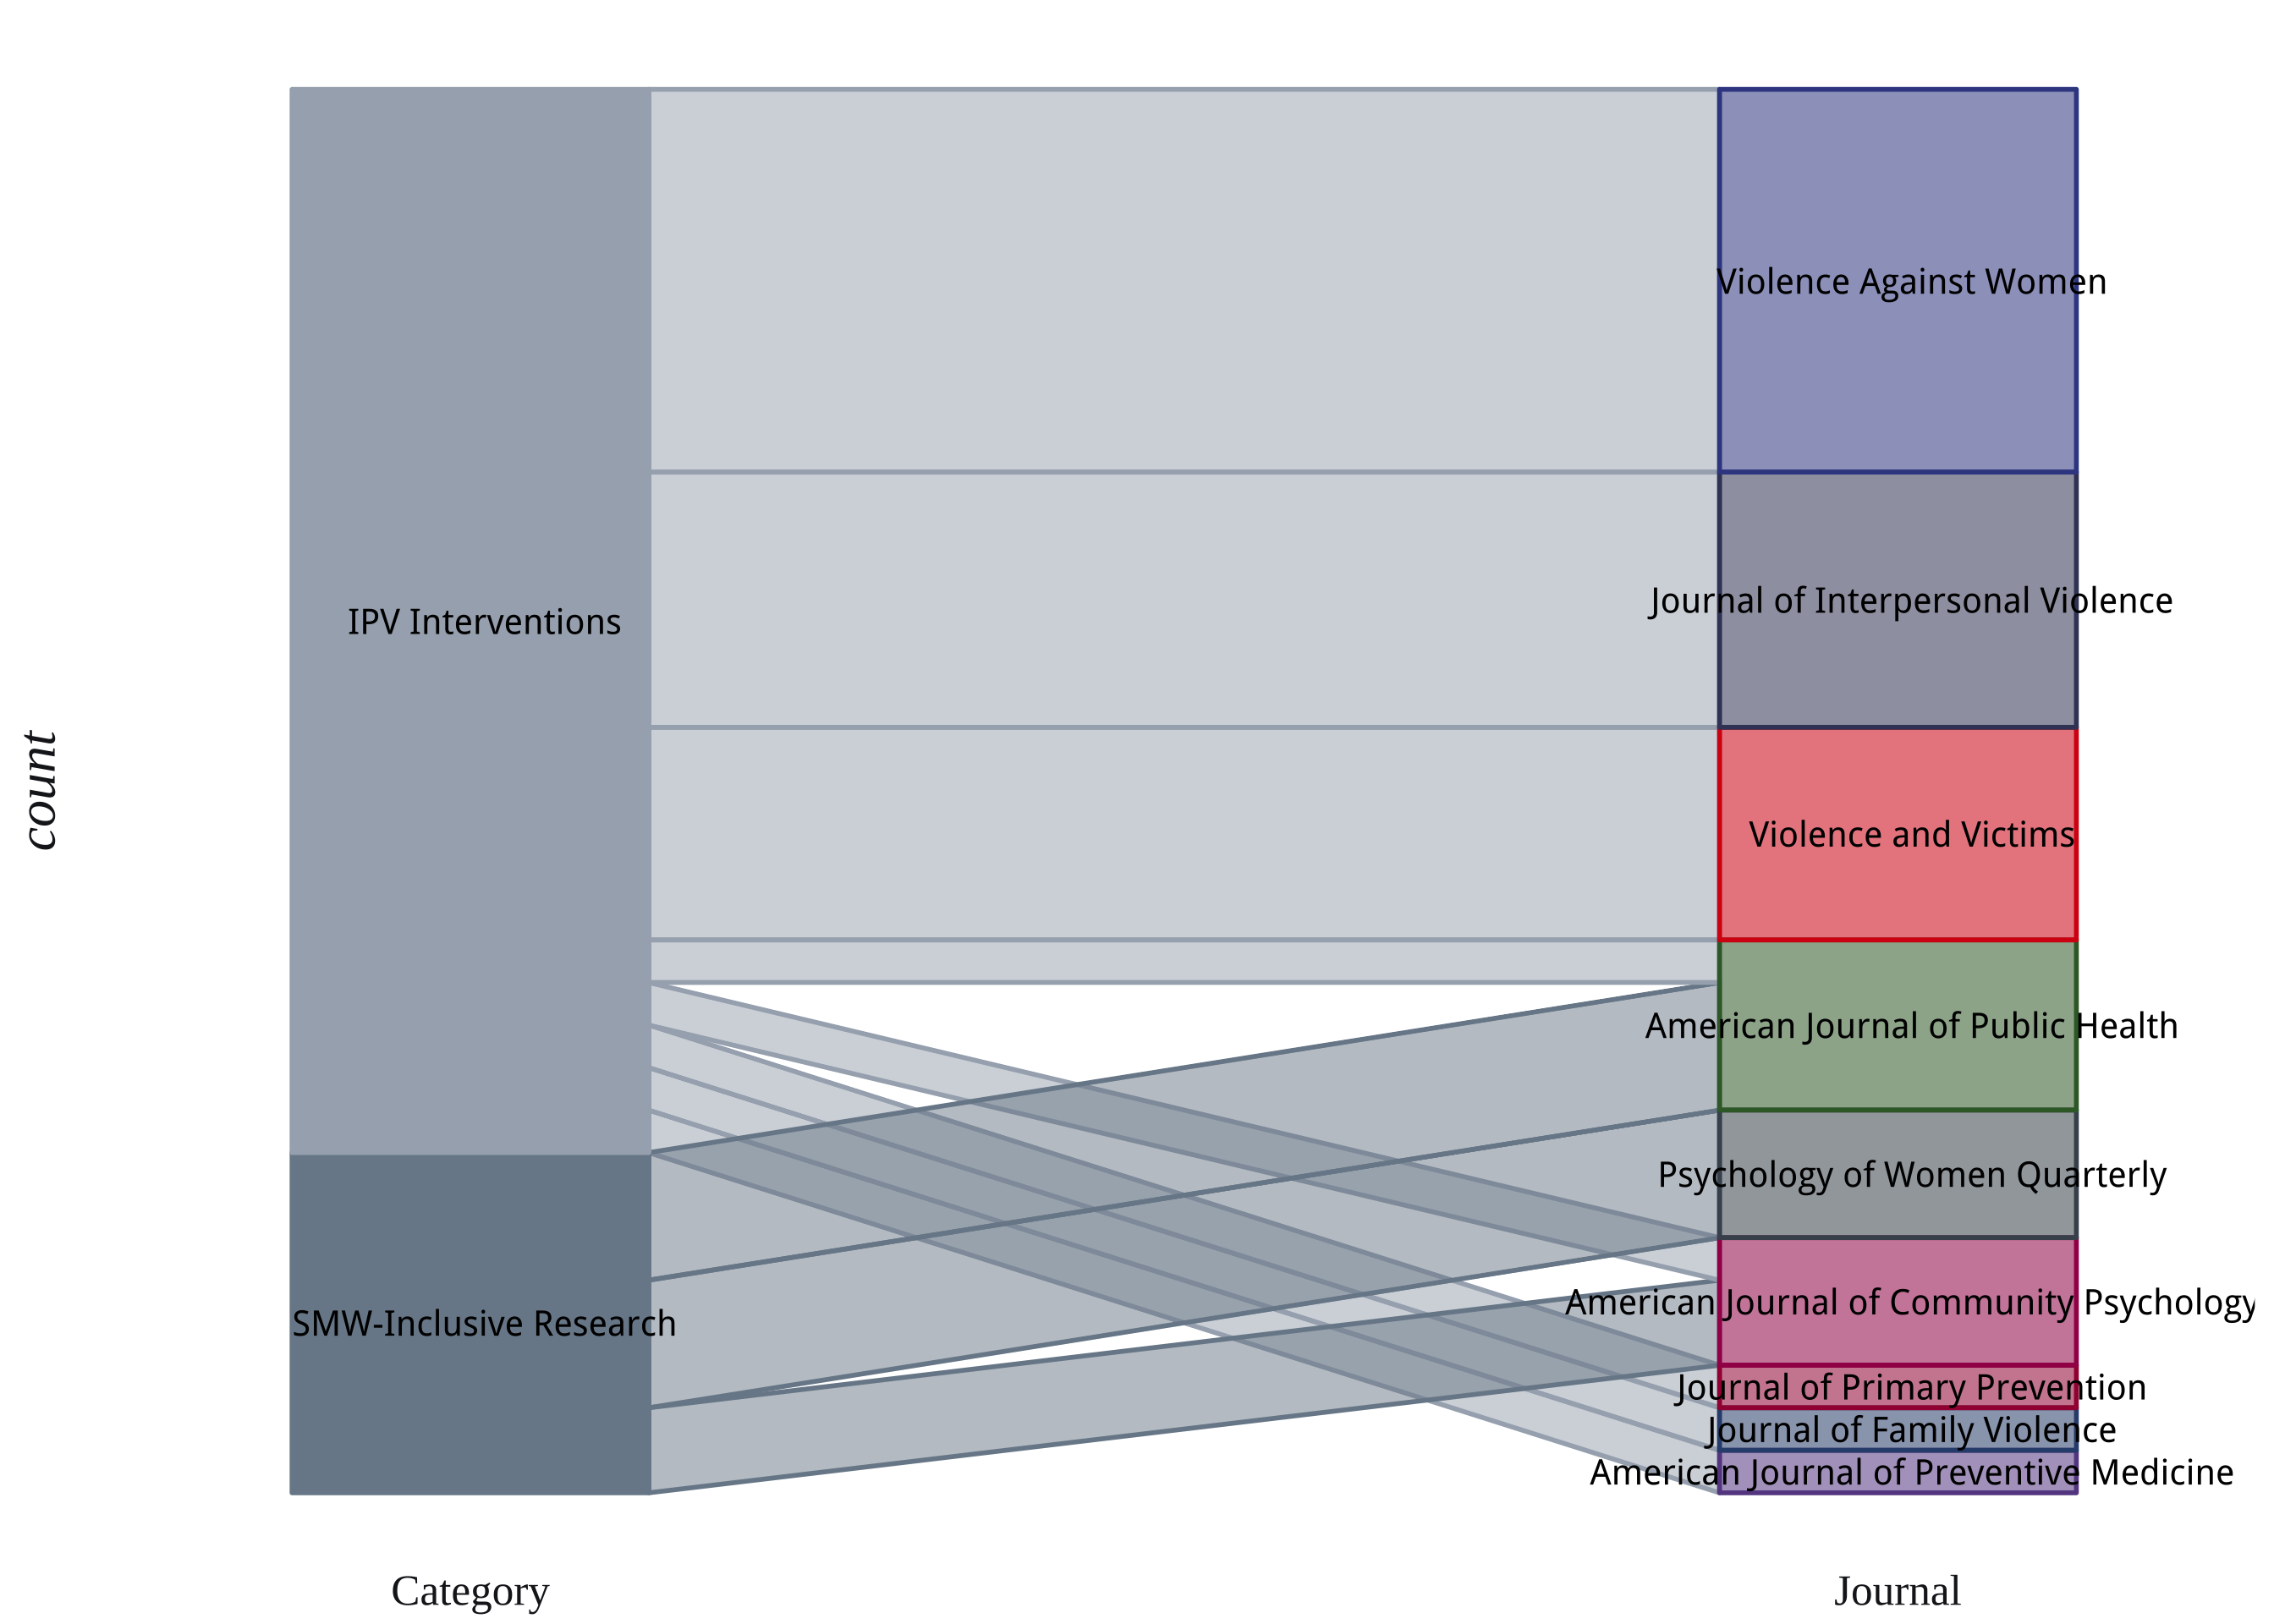 count
IPV Interventions
SMW-Inclusive Research
Violence Against Women
Journal of Interpersonal Violence
Violence and Victims
American Journal of Public Health
Psychology of Women Quarterly
American Journal of Community Psychology
Journal of Primary Prevention
Journal of Family Violence
American Journal of Preventive Medicine
Category
Journal